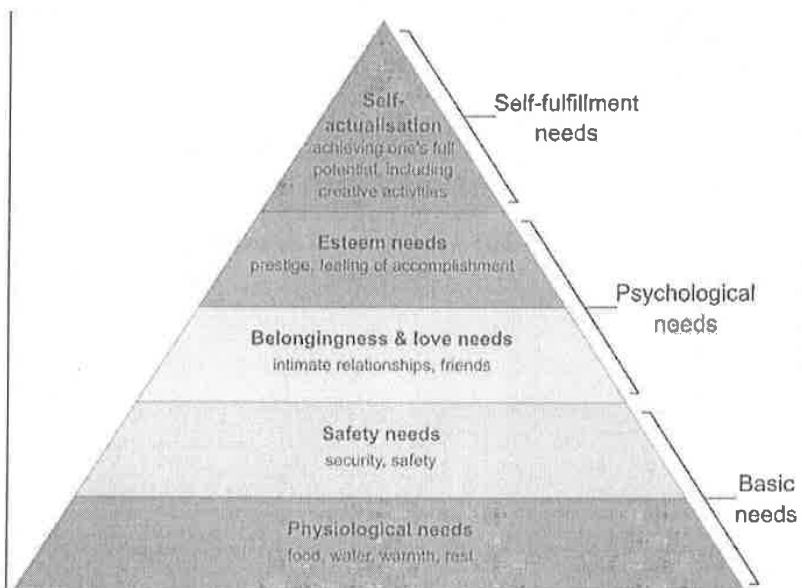 Self-
actualisation
achieving one's full
potential, including
creative activities
Self-fulfillment
needs
Esteem needs
prestige, feeling of accomplishment
Psychological
needs
Belongingness & love needs
intimate relationships, friends
Safety needs
security, safety
Basic
needs
Physiological needs
food, water, warmth, rest